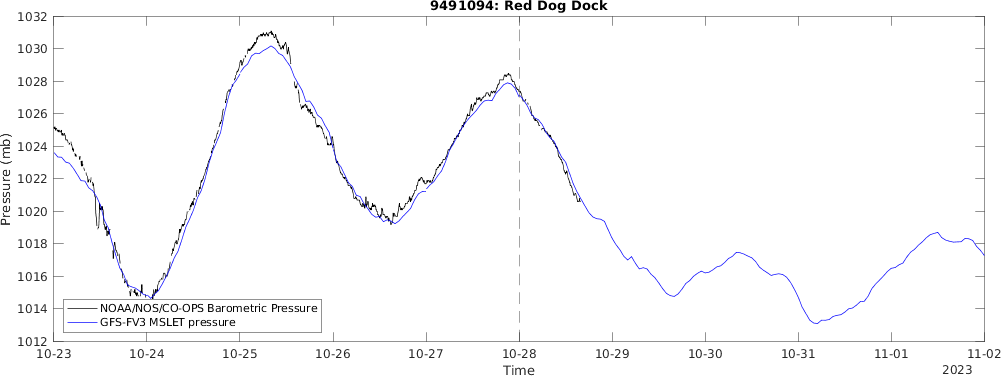 9491094: Red Dog Dock
Pressure (mb)
1032
1030
1028
1026
1024
1022
1020
1018
1016
1014
1012
NOAA/NOS/CO-OPS Barometric Pressure
GFS-FV3 MSLET pressure
10-23 10-24 10-25 10-26 10-27 10-28 10-29 10-30 10-31 11-01 11-02
Time
2023